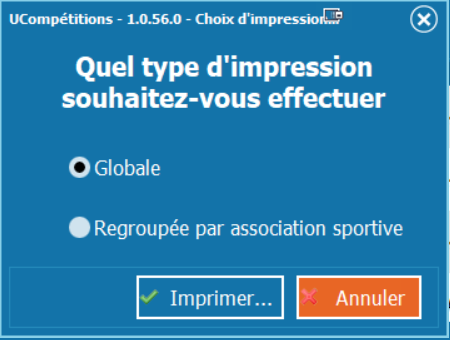 UCompétitions - 1.0.56.0 - Choix d'impression
Quel type d'impression
souhaitez-vous effectuer
Globale
Regroupée par association sportive
Imprimer...
Annuler